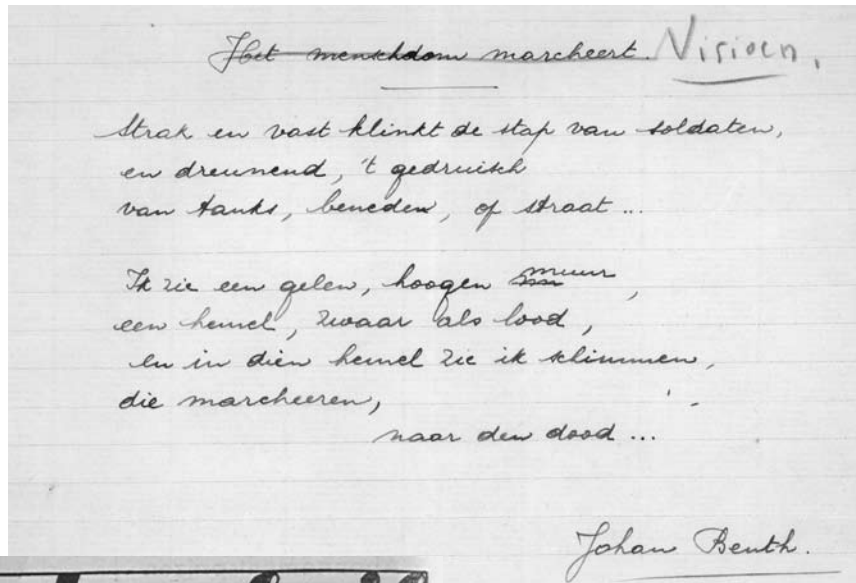 Het menschdom marcheert. Visioen.
Strak en vast klinkt de stap van soldaten,
en dreunend, 't gedruisch
van tanks, beneden, op straat ...
Ik zie een gelen, hoogen muur,
een hemel, zwaar als lood,
en in dien hemel zie ik schimmen,
die marcheeren,
naar den dood ...
Johan Benth.